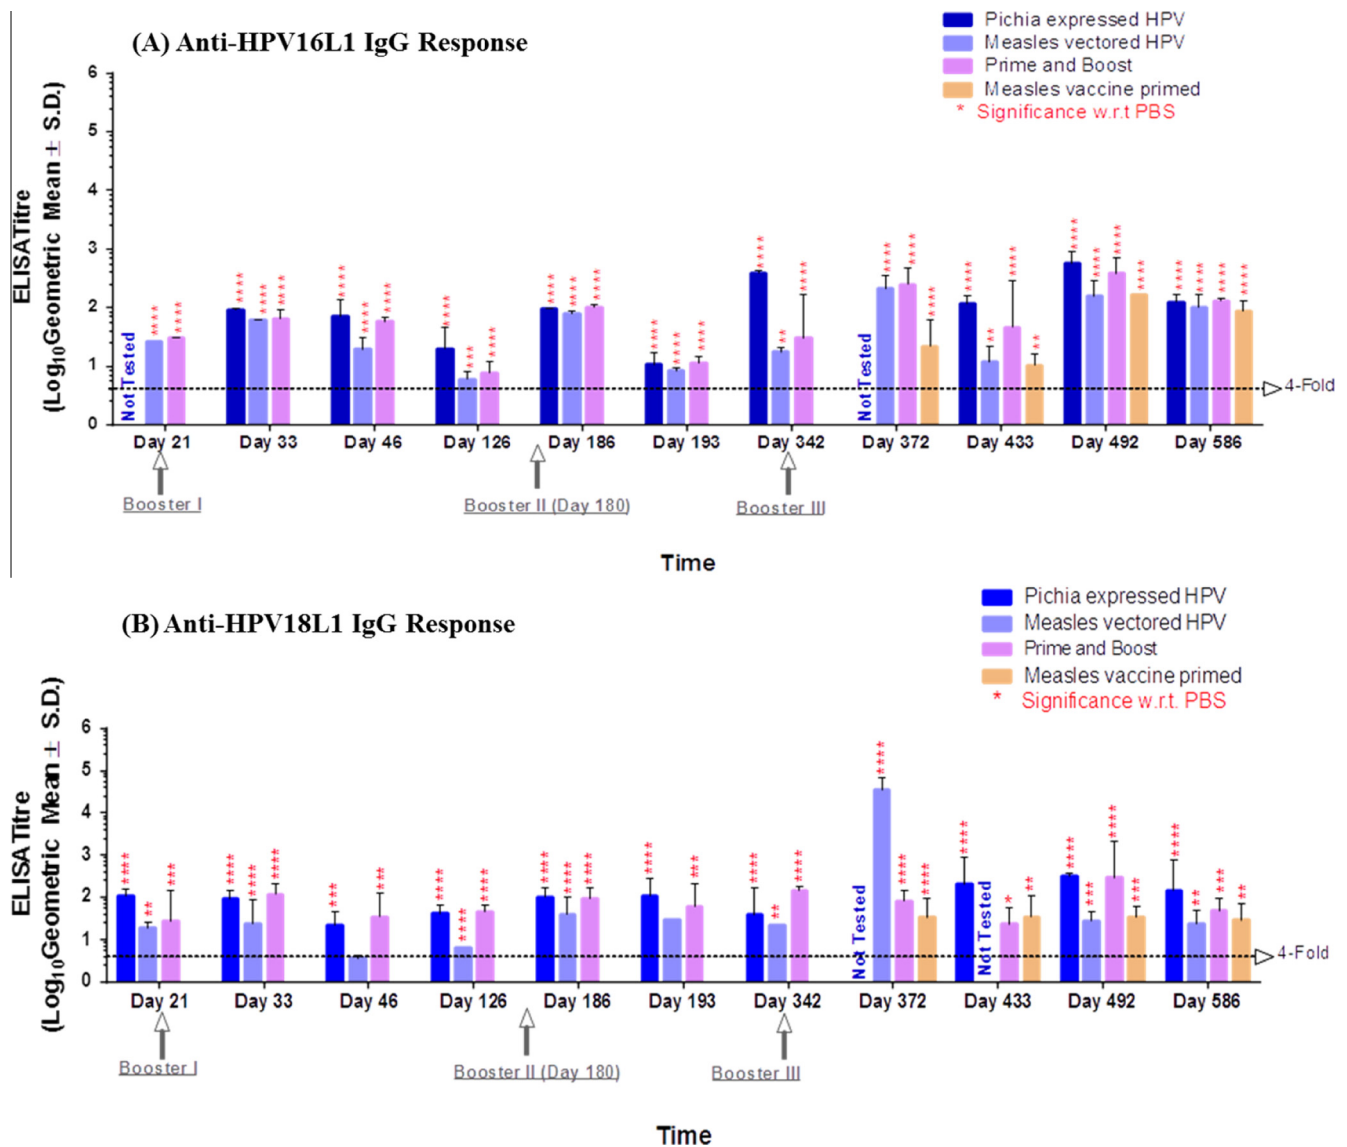 (A) Anti-HPV16L1 IgG Response
Pichia expressed HPV
Measles vectored HPV
Prime and Boost
Measles vaccine primed
* Significance w.r.t PBS
ELISATitre
(Log10Geometric Mean ± S.D.)
6
5
4
3
2
1
0
**** ****
**** **** ****
**** **** ****
**** *** ****
**** **** ****
**** **** ****
**** ** ****
**** **** ****
**** ** **** **
**** **** ****
**** **** **** ****
Not Tested
Not Tested
4-Fold
Day 21 Day 33 Day 46 Day 126 Day 186 Day 193 Day 342 Day 372 Day 433 Day 492 Day 586
Booster I
Booster II (Day 180)
Booster III
Time
(B) Anti-HPV18L1 IgG Response
Pichia expressed HPV
Measles vectored HPV
Prime and Boost
Measles vaccine primed
* Significance w.r.t. PBS
ELISATitre
(Log10Geometric Mean ± S.D.)
6
5
4
3
2
1
0
**** ** ***
**** **** ****
*** ***
**** *** ****
**** **** ****
**** ***
**** ** ****
**** **** ****
**** * **
**** *** **** ***
**** ** *** **
Not Tested
Not Tested
4-Fold
Day 21 Day 33 Day 46 Day 126 Day 186 Day 193 Day 342 Day 372 Day 433 Day 492 Day 586
Booster I
Booster II (Day 180)
Booster III
Time